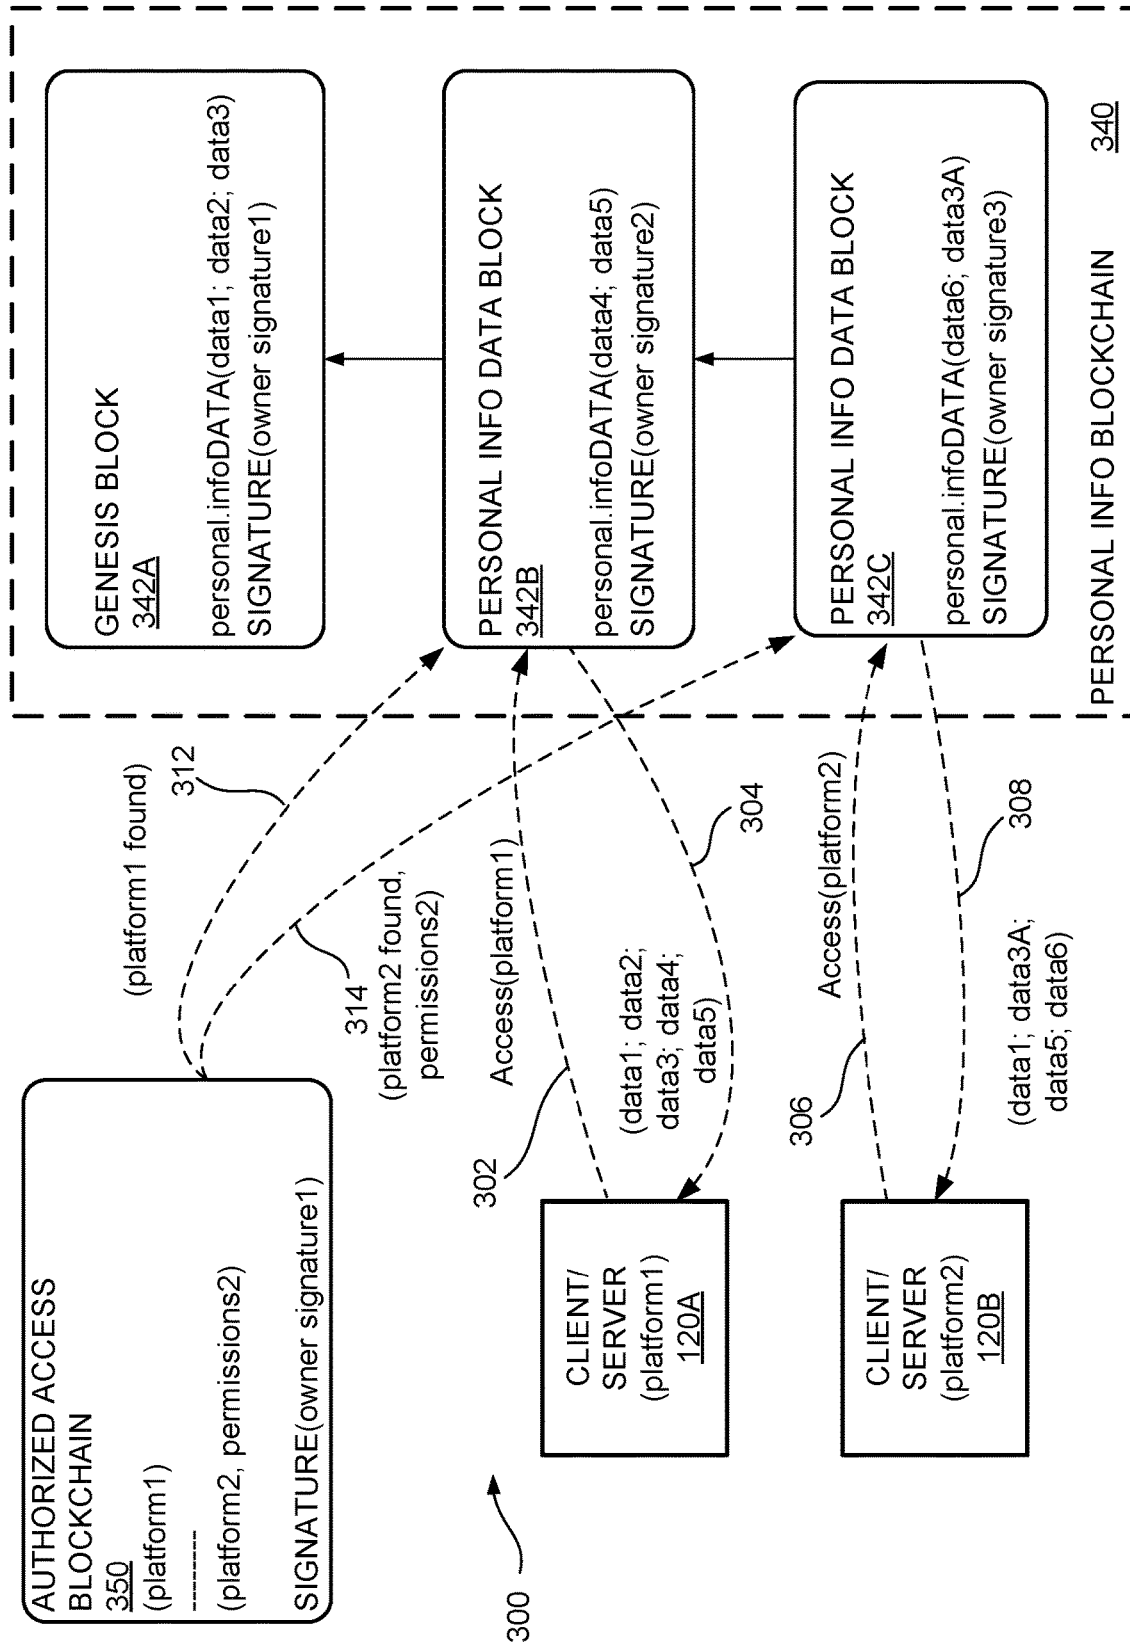 AUTHORIZED ACCESS
BLOCKCHAIN
350
(platform1)
(platform2, permissions2)
SIGNATURE(owner signature1)
(platform1 found)
312
314
(platform2 found,
permissions2)
GENESIS BLOCK
342A
personal.infoDATA(data1; data2; data3)
SIGNATURE(owner signature1)
300
302
Access(platform1)
CLIENT/
SERVER
(platform1)
120A
(data1; data2;
data3; data4;
data5)
304
PERSONAL INFO DATA BLOCK
342B
personal.infoDATA(data4; data5)
SIGNATURE(owner signature2)
306
Access(platform2)
CLIENT/
SERVER
(platform2)
120B
(data1; data3A;
data5; data6)
308
PERSONAL INFO DATA BLOCK
342C
personal.infoDATA(data6; data3A)
SIGNATURE(owner signature3)
PERSONAL INFO BLOCKCHAIN 340